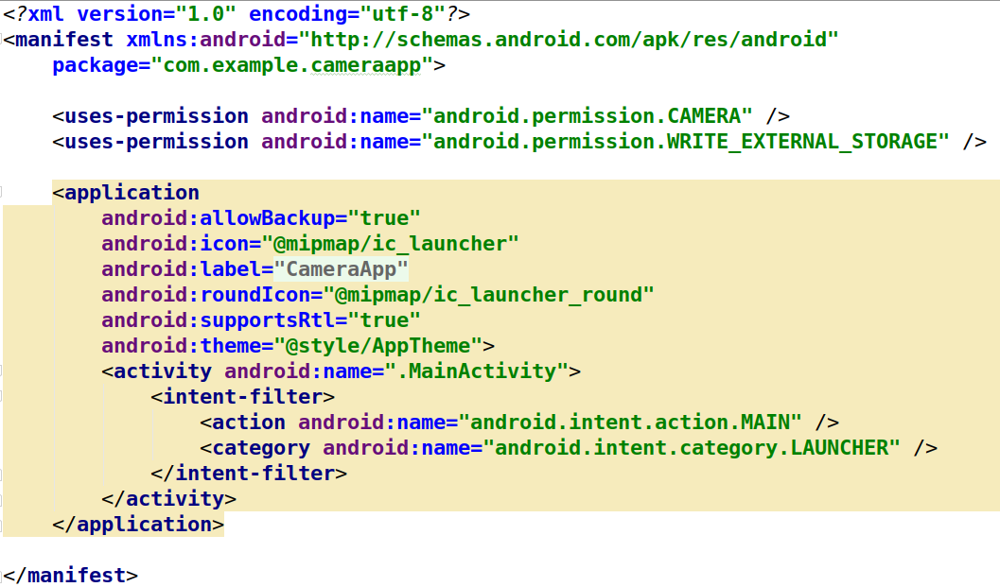 <?xml version="1.0" encoding="utf-8"?>
<manifest xmlns:android="http://schemas.android.com/apk/res/android"
    package="com.example.cameraapp">

    <uses-permission android:name="android.permission.CAMERA" />
    <uses-permission android:name="android.permission.WRITE_EXTERNAL_STORAGE" />

    <application
        android:allowBackup="true"
        android:icon="@mipmap/ic_launcher"
        android:label="CameraApp"
        android:roundIcon="@mipmap/ic_launcher_round"
        android:supportsRtl="true"
        android:theme="@style/AppTheme">
        <activity android:name=".MainActivity">
            <intent-filter>
                <action android:name="android.intent.action.MAIN" />
                <category android:name="android.intent.category.LAUNCHER" />
            </intent-filter>
        </activity>
    </application>

</manifest>